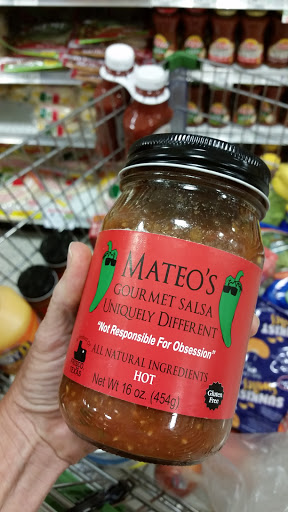 MATEO'S
GOURMET SALSA
UNIQUELY DIFFERENT
"Not Responsible For Obsession"
ALL NATURAL INGREDIENTS
HOT
Net Wt 16 oz. (454g)
Gluten
Free